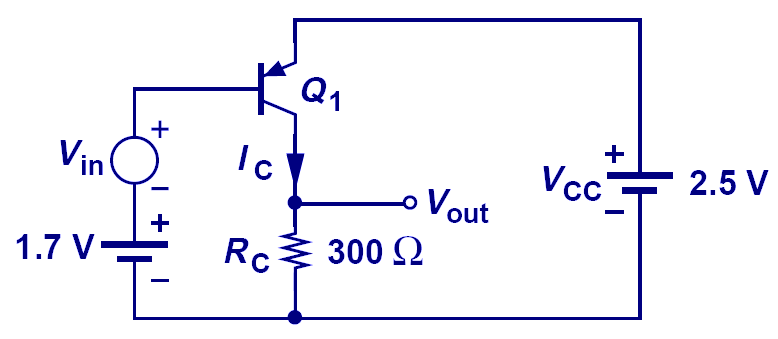 Q1
Vin
+
−
IC
Vout
VCC
+
−
2.5 V
1.7 V
+
−
RC
300 Ω